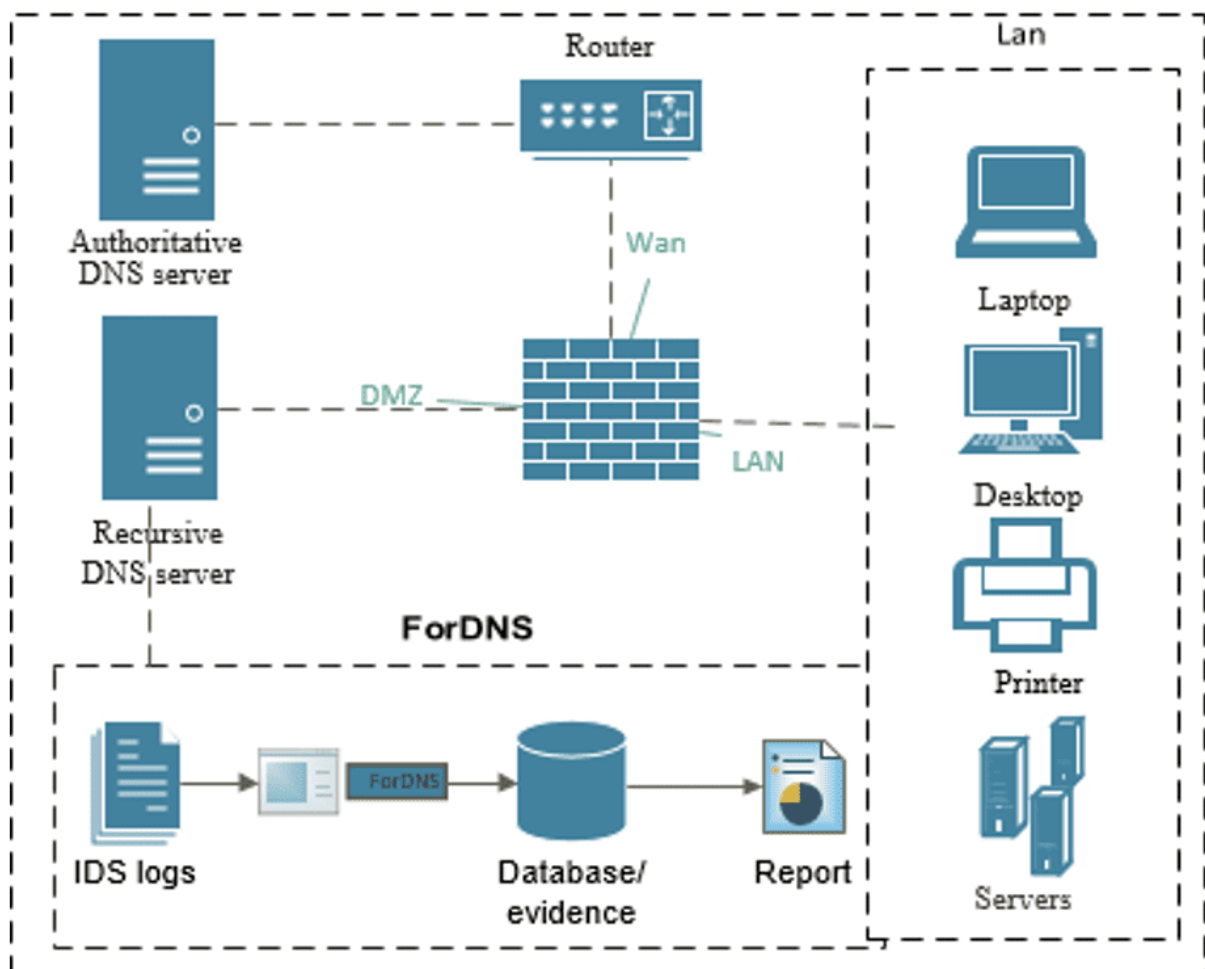 Router
Lan
Authoritative
DNS server
Wan
Laptop
DMZ
LAN
Desktop
Recursive
DNS server
ForDNS
Printer
ForDNS
IDS logs
Database/
evidence
Report
Servers